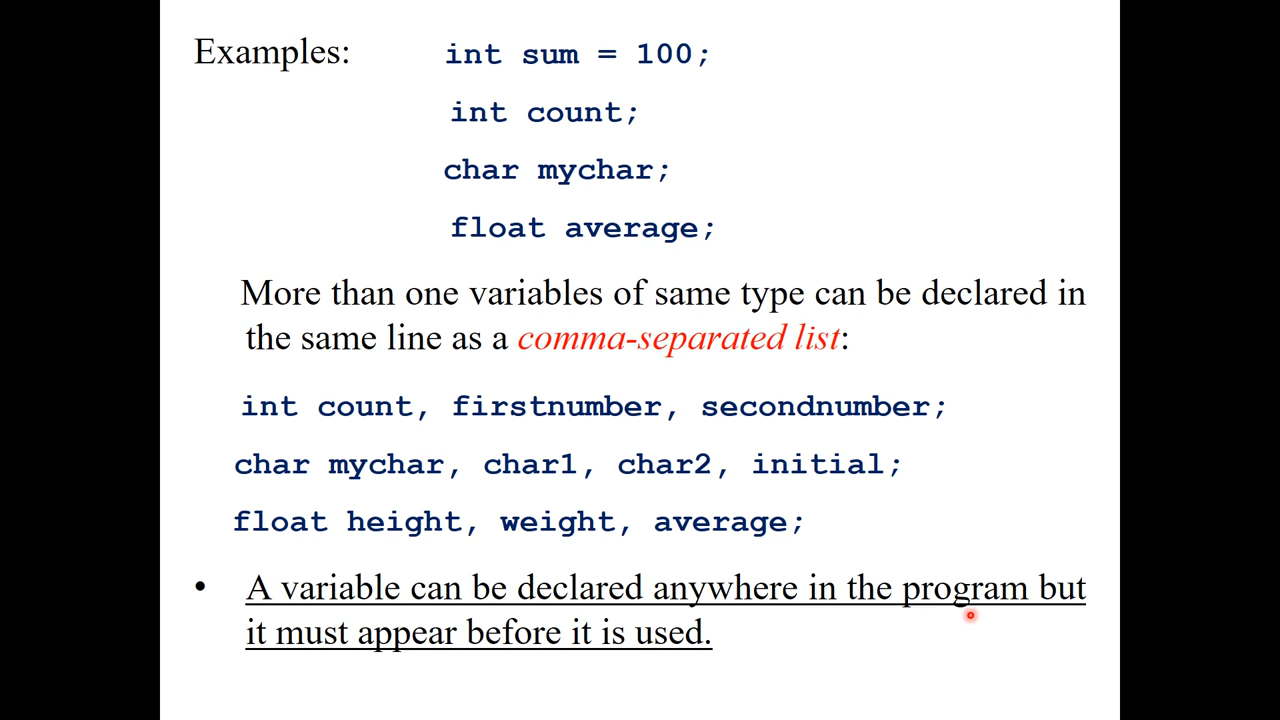 Examples: int sum = 100;
int count;
char mychar;
float average;
More than one variables of same type can be declared in
the same line as a comma-separated list:
int count, firstnumber, secondnumber;
char mychar, char1, char2, initial;
float height, weight, average;
• A variable can be declared anywhere in the program but
it must appear before it is used.